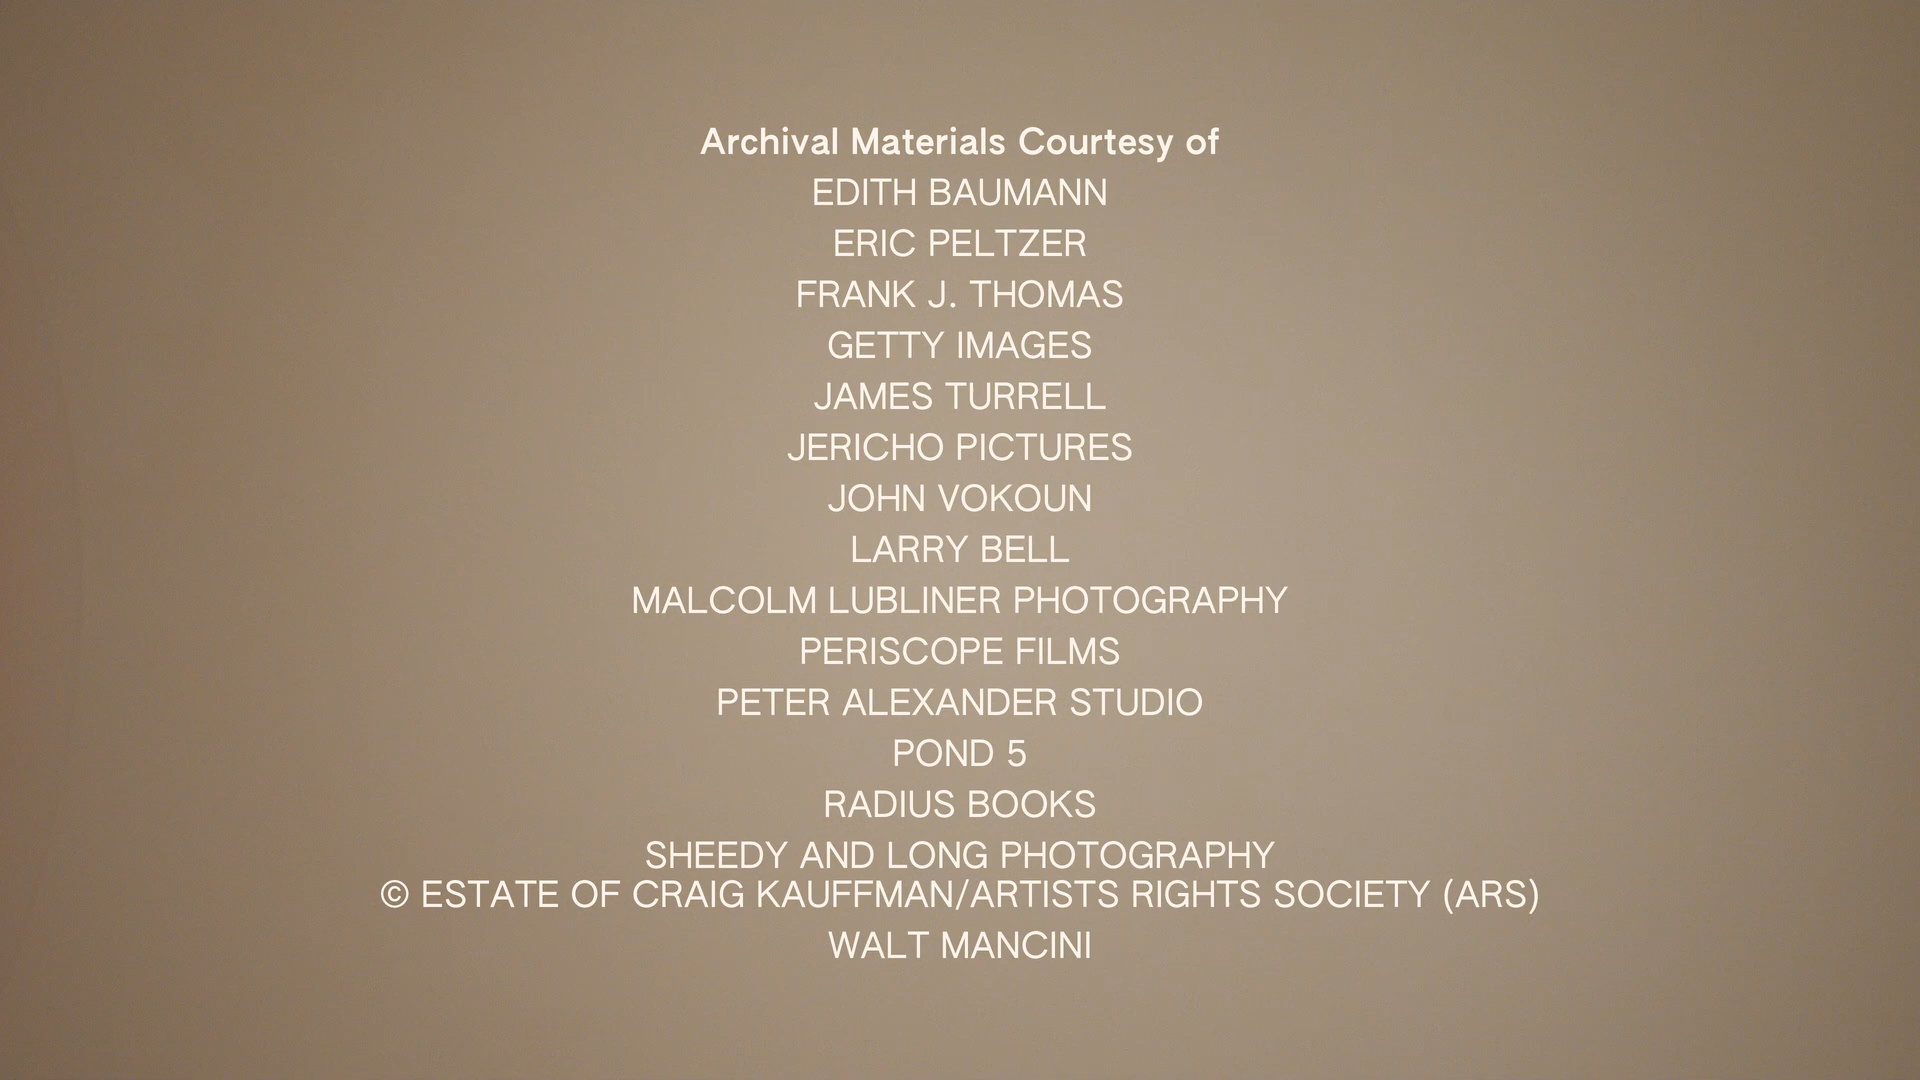 Archival Materials Courtesy of
EDITH BAUMANN
ERIC PELTZER
FRANK J. THOMAS
GETTY IMAGES
JAMES TURRELL
JERICHO PICTURES
JOHN VOKOUN
LARRY BELL
MALCOLM LUBLINER PHOTOGRAPHY
PERISCOPE FILMS
PETER ALEXANDER STUDIO
POND 5
RADIUS BOOKS
SHEEDY AND LONG PHOTOGRAPHY
© ESTATE OF CRAIG KAUFFMAN/ARTISTS RIGHTS SOCIETY (ARS)
WALT MANCINI